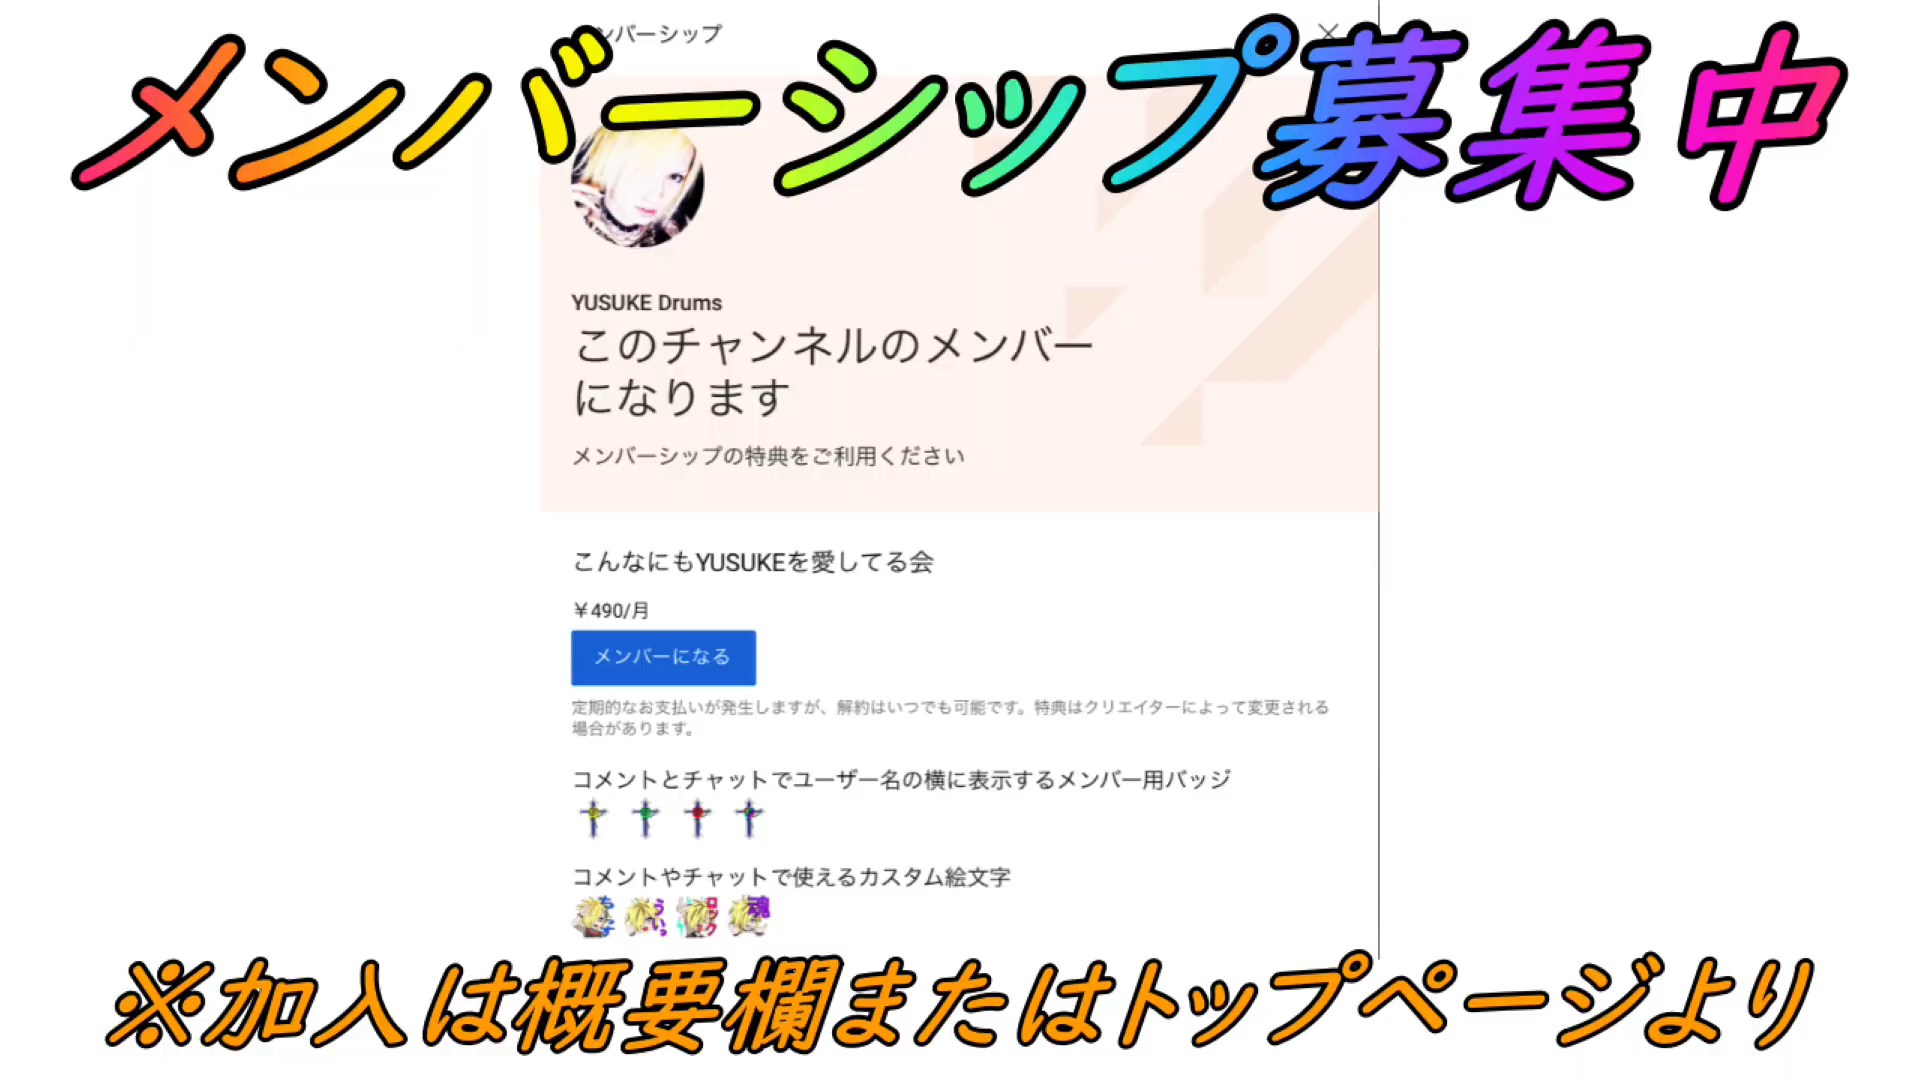 メンバーシップ募集中
ンバーシップ
YUSUKE Drums
このチャンネルのメンバー
になります
メンバーシップの特典をご利用ください
こんなにもYUSUKEを愛してる会
￥490/月
メンバーになる
定期的なお支払いが発生しますが、解約はいつでも可能です。特典はクリエイターによって変更される
場合があります。
コメントとチャットでユーザー名の横に表示するメンバー用バッジ
コメントやチャットで使えるカスタム絵文字
ロック
魂
※加入は概要欄またはトップページより